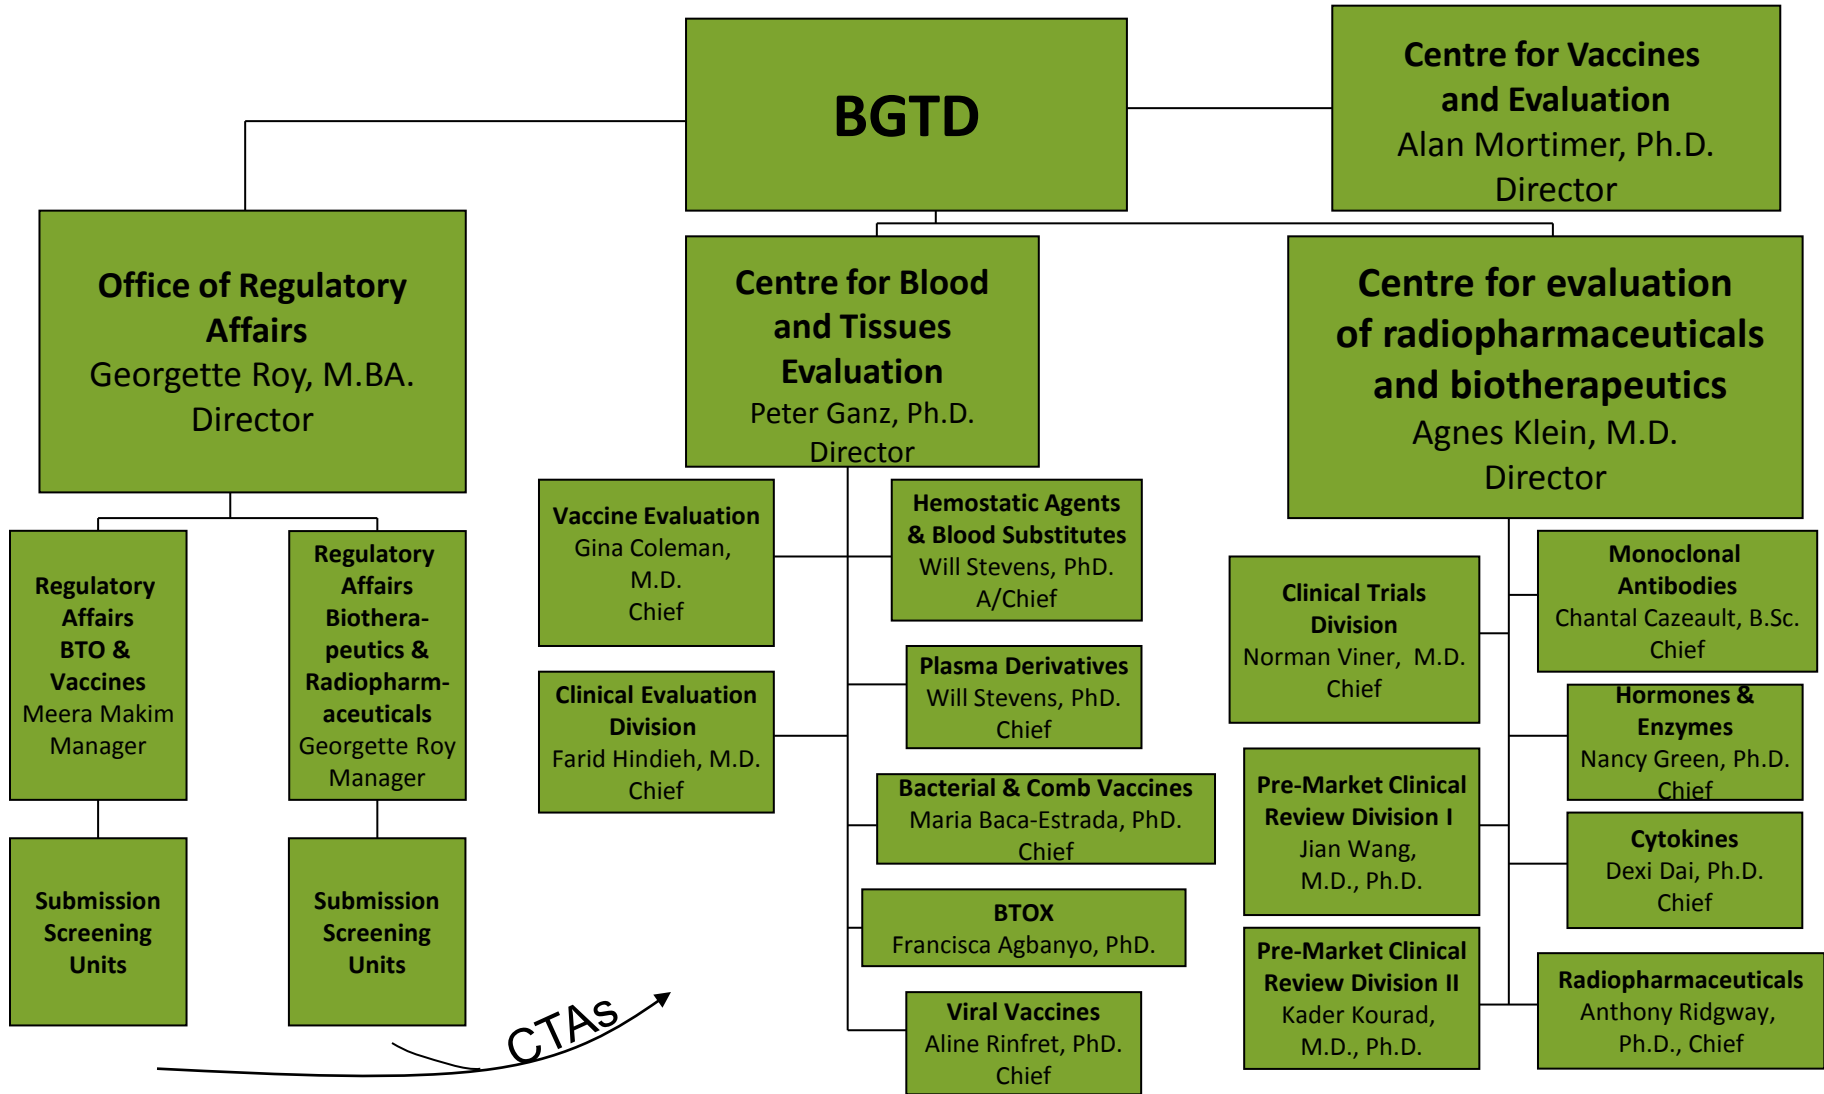 BGTD
Centre for Vaccines
and Evaluation
Alan Mortimer, Ph.D.
Director
Office of Regulatory
Affairs
Georgette Roy, M.BA.
Director
Centre for Blood
and Tissues
Evaluation
Peter Ganz, Ph.D.
Director
Centre for evaluation
of radiopharmaceuticals
and biotherapeutics
Agnes Klein, M.D.
Director
Regulatory
Affairs
BTO &
Vaccines
Meera Makim
Manager
Regulatory
Affairs
Biothera-
peutics &
Radiopharm-
aceuticals
Georgette Roy
Manager
Submission
Screening
Units
Submission
Screening
Units
CTAs
Vaccine Evaluation
Gina Coleman,
M.D.
Chief
Hemostatic Agents
& Blood Substitutes
Will Stevens, PhD.
A/Chief
Clinical Evaluation
Division
Farid Hindieh, M.D.
Chief
Plasma Derivatives
Will Stevens, PhD.
Chief
Bacterial & Comb Vaccines
Maria Baca-Estrada, PhD.
Chief
BTOX
Francisca Agbanyo, PhD.
Viral Vaccines
Aline Rinfret, PhD.
Chief
Clinical Trials
Division
Norman Viner, M.D.
Chief
Monoclonal
Antibodies
Chantal Cazeault, B.Sc.
Chief
Hormones &
Enzymes
Nancy Green, Ph.D.
Chief
Pre-Market Clinical
Review Division I
Jian Wang,
M.D., Ph.D.
Cytokines
Dexi Dai, Ph.D.
Chief
Pre-Market Clinical
Review Division II
Kader Kourad,
M.D., Ph.D.
Radiopharmaceuticals
Anthony Ridgway,
Ph.D., Chief